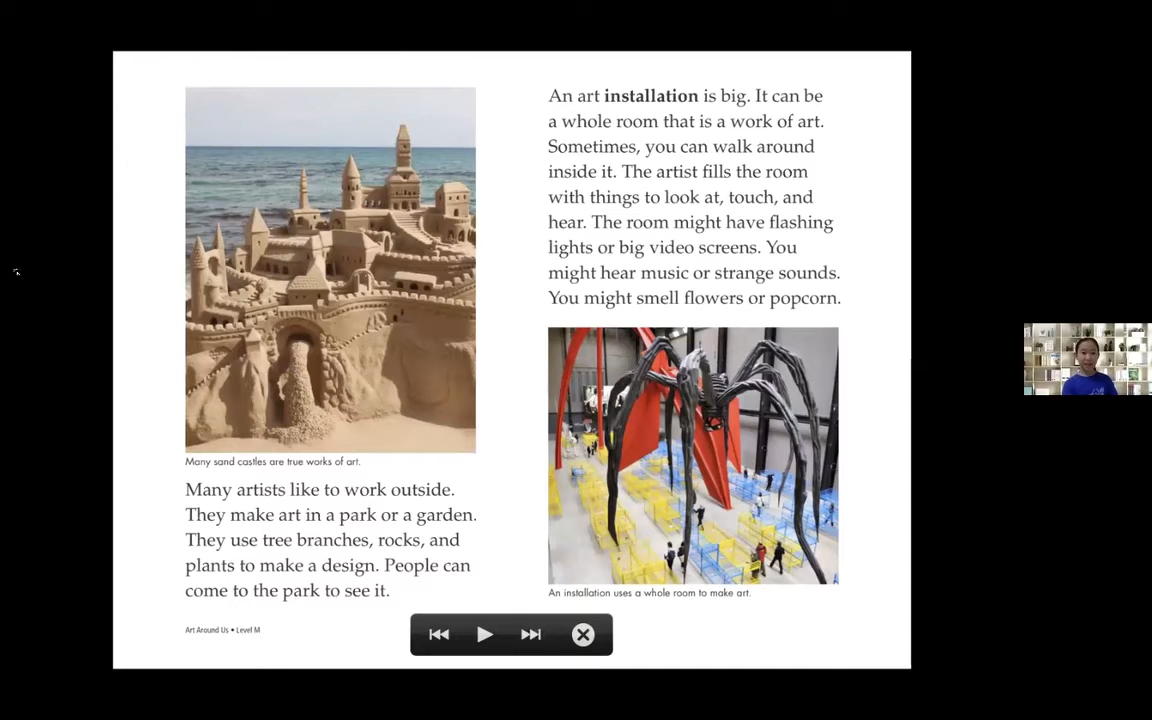 Many sand castles are true works of art.
Many artists like to work outside.
They make art in a park or a garden.
They use tree branches, rocks, and
plants to make a design. People can
come to the park to see it.
Art Around Us • Level M
An art installation is big. It can be
a whole room that is a work of art.
Sometimes, you can walk around
inside it. The artist fills the room
with things to look at, touch, and
hear. The room might have flashing
lights or big video screens. You
might hear music or strange sounds.
You might smell flowers or popcorn.
An installation uses a whole room to make art.